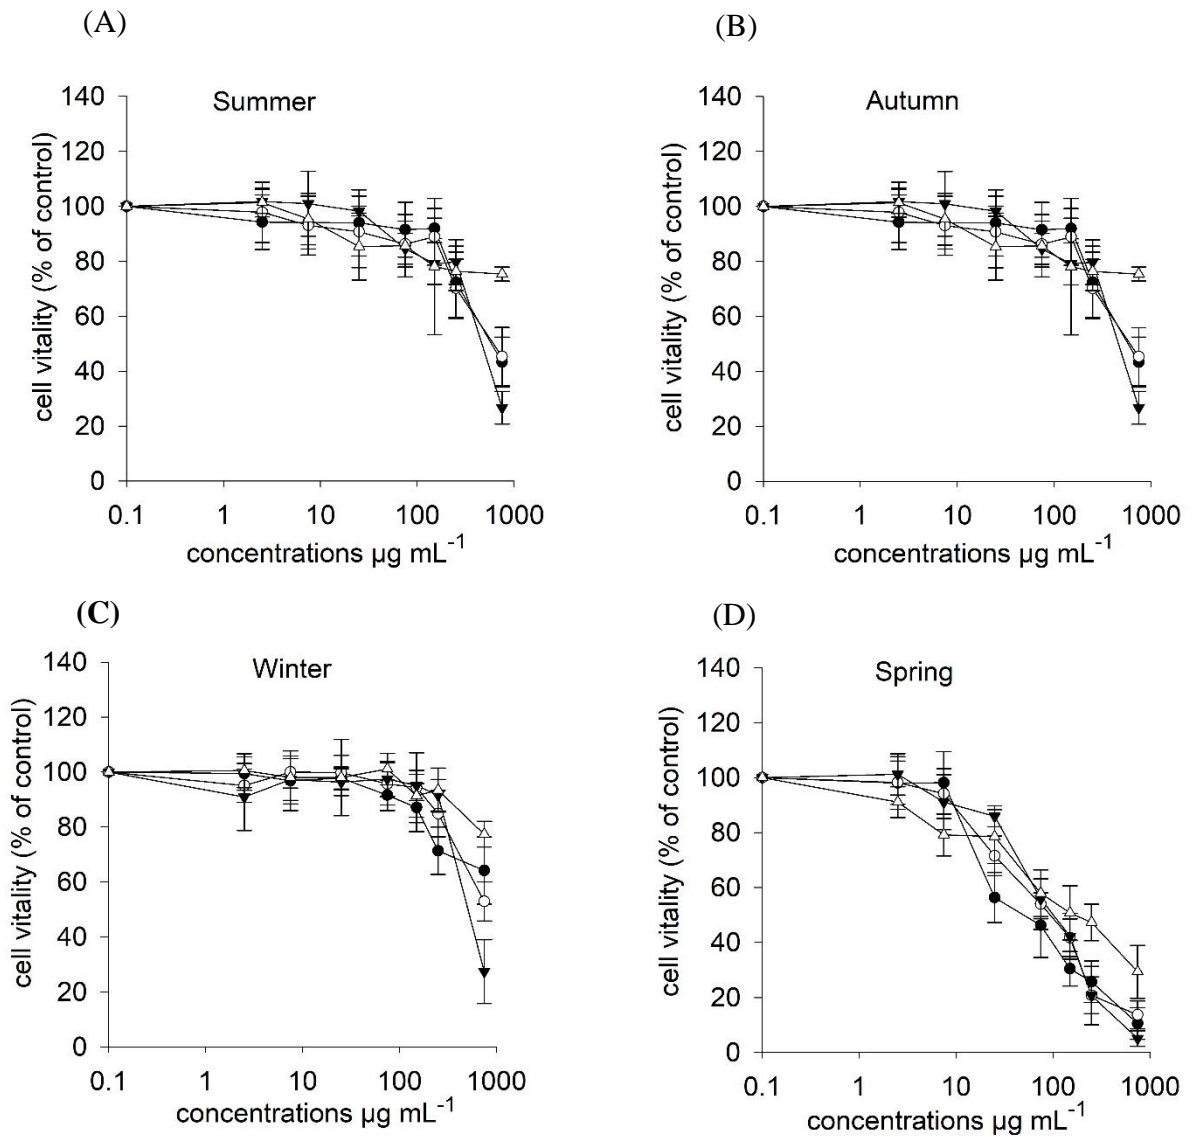 (A)
Summer
cell vitality (% of control)
140
120
100
80
60
40
20
0
0.1 1 10 100 1000
concentrations µg mL⁻¹
(B)
Autumn
cell vitality (% of control)
140
120
100
80
60
40
20
0
0.1 1 10 100 1000
concentrations µg mL⁻¹
(C)
Winter
cell vitality (% of control)
140
120
100
80
60
40
20
0
0.1 1 10 100 1000
concentrations µg mL⁻¹
(D)
Spring
cell vitality (% of control)
140
120
100
80
60
40
20
0
0.1 1 10 100 1000
concentrations µg mL⁻¹